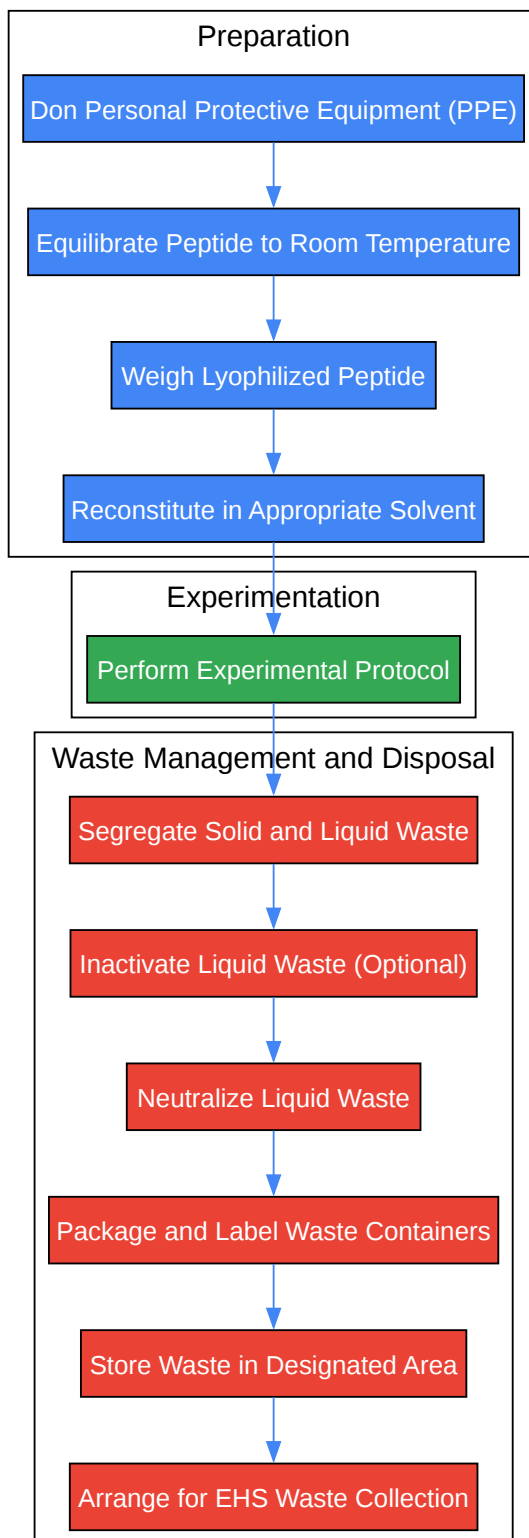 Preparation
Don Personal Protective Equipment (PPE)
Equilibrate Peptide to Room Temperature
Weigh Lyophilized Peptide
Reconstitute in Appropriate Solvent
Experimentation
Perform Experimental Protocol
Waste Management and Disposal
Segregate Solid and Liquid Waste
Inactivate Liquid Waste (Optional)
Neutralize Liquid Waste
Package and Label Waste Containers
Store Waste in Designated Area
Arrange for EHS Waste Collection